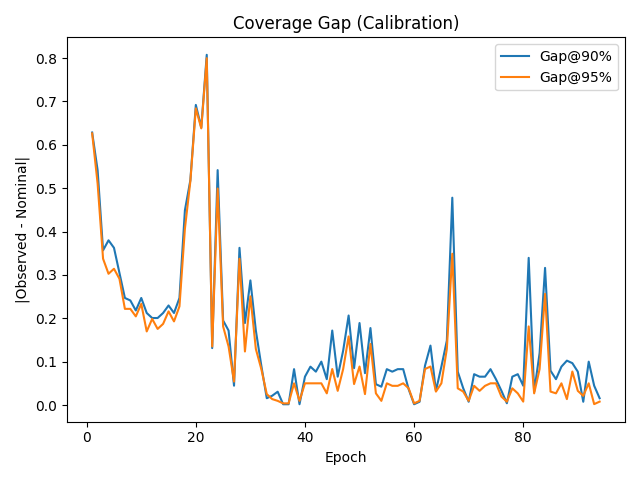 Coverage Gap (Calibration)
Gap@90%
Gap@95%
|Observed - Nominal|
0.8
0.7
0.6
0.5
0.4
0.3
0.2
0.1
0.0
0 20 40 60 80
Epoch